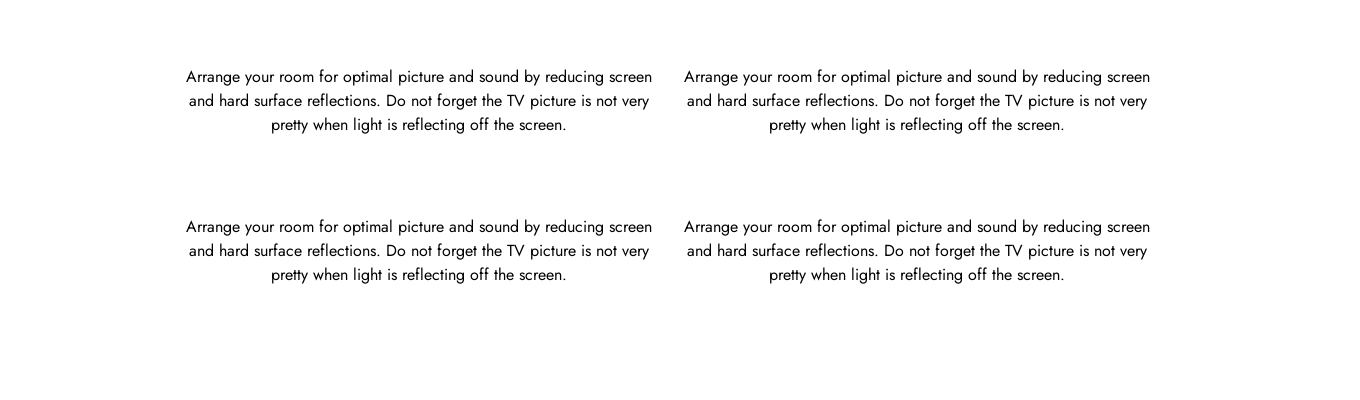 Arrange your room for optimal picture and sound by reducing screen
and hard surface reflections. Do not forget the TV picture is not very
pretty when light is reflecting off the screen.
Arrange your room for optimal picture and sound by reducing screen
and hard surface reflections. Do not forget the TV picture is not very
pretty when light is reflecting off the screen.
Arrange your room for optimal picture and sound by reducing screen
and hard surface reflections. Do not forget the TV picture is not very
pretty when light is reflecting off the screen.
Arrange your room for optimal picture and sound by reducing screen
and hard surface reflections. Do not forget the TV picture is not very
pretty when light is reflecting off the screen.